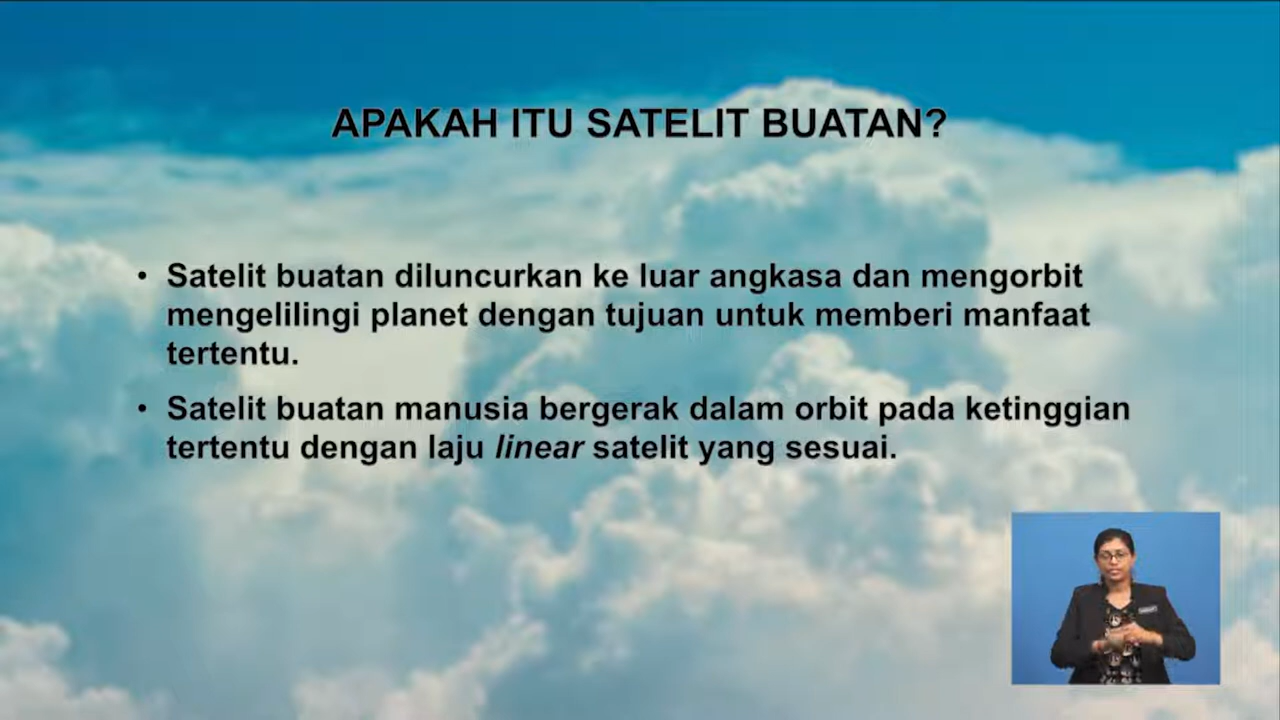 APAKAH ITU SATELIT BUATAN?
• Satelit buatan diluncurkan ke luar angkasa dan mengorbit
mengelilingi planet dengan tujuan untuk memberi manfaat
tertentu.
• Satelit buatan manusia bergerak dalam orbit pada ketinggian
tertentu dengan laju linear satelit yang sesuai.